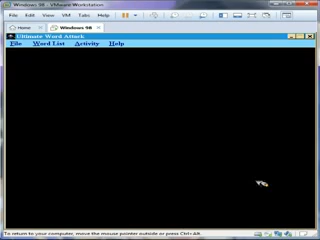 Windows 98 - VMware Workstation
File Edit View VM Tabs Help
Home Windows 98
Ultimate Word Attack
File Word List Activity Help
To return to your computer, move the mouse pointer outside or press Ctrl+Alt.